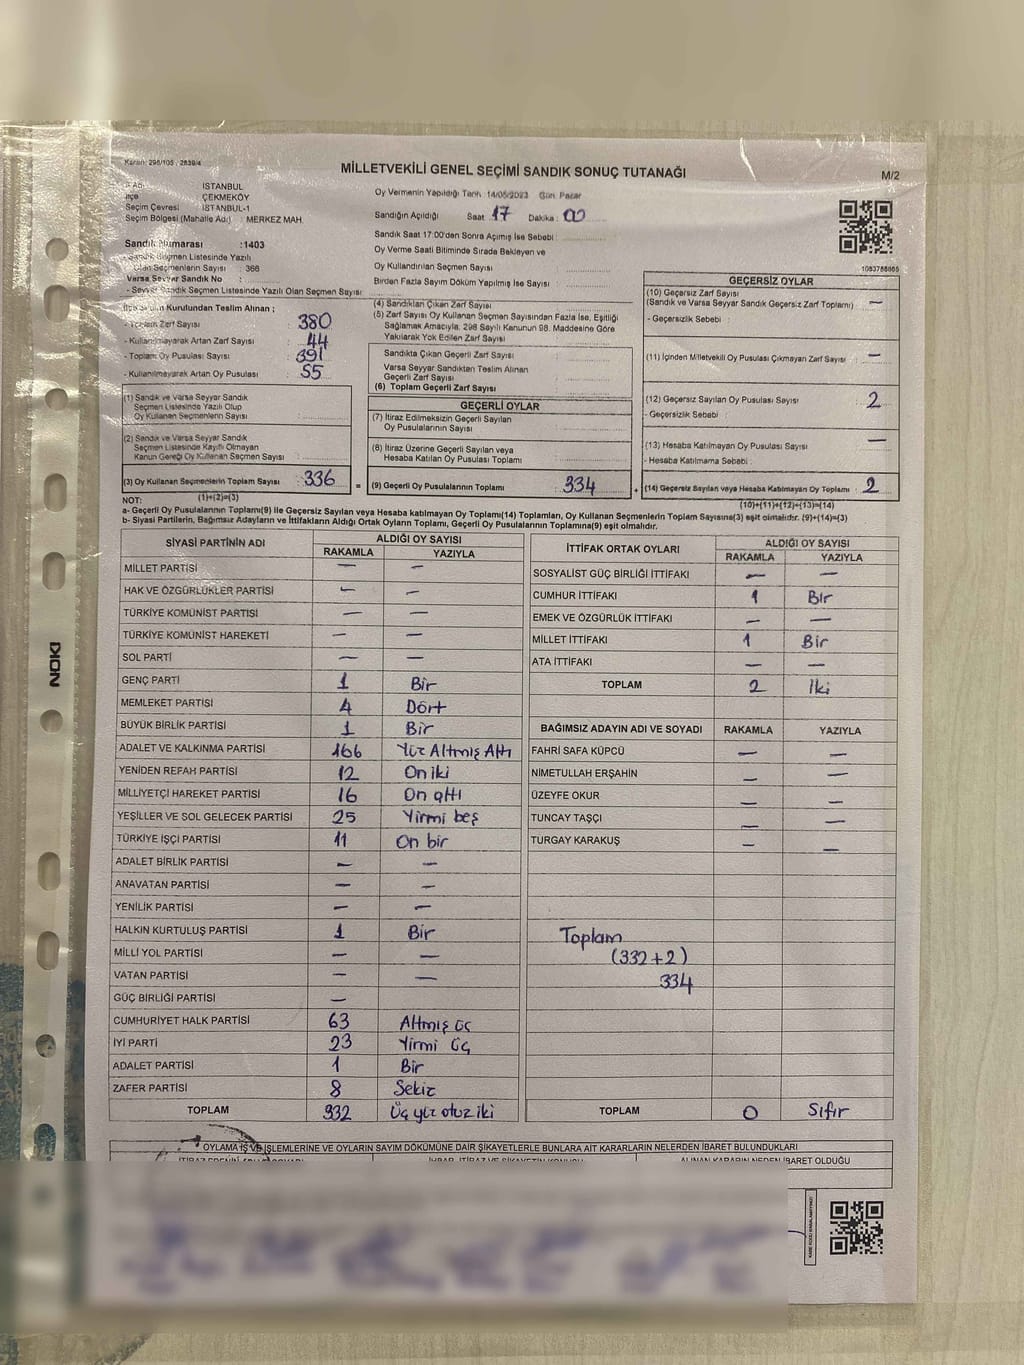 Karar: 298/105 , 2839/4
MİLLETVEKİLİ GENEL SEÇİMİ SANDIK SONUÇ TUTANAĞI
M/2
İSTANBUL
İlçe ÇEKMEKÖY
Seçim Çevresi : İSTANBUL-1
Seçim Bölgesi (Mahalle Adı) : MERKEZ MAH.
Sandık Numarası :1403
Sandık Seçmen Listesinde Yazılı
Olan Seçmenlerin Sayısı : 366
Varsa Seyyar Sandık No :
- Seyyar Sandık Seçmen Listesinde Yazılı Olan Seçmen Sayısı
Oy Vermenin Yapıldığı Tarih 14/05/2023 Gün Pazar
Sandığın Açıldığı Saat 17 Dakika : 00
Sandık Saat 17:00'den Sonra Açılmış İse Sebebi :
Oy Verme Saati Bitiminde Sırada Bekleyen ve
Oy Kullandırılan Seçmen Sayısı
Birden Fazla Sayım Döküm Yapılmış İse Sayısı
1083788865
İlçe Seçim Kurulundan Teslim Alınan ;
- Toplam Zarf Sayısı : 380
- Kullanılmayarak Artan Zarf Sayısı : 44
- Toplam Oy Pusulası Sayısı : 391
- Kullanılmayarak Artan Oy Pusulası : 55
(1) Sandık ve Varsa Seyyar Sandık
Seçmen Listesinde Yazılı Olup
Oy Kullanan Seçmenlerin Sayısı
(2) Sandık ve Varsa Seyyar Sandık
Seçmen Listesinde Kayıtlı Olmayan
Kanun Gereği Oy Kullanan Seçmen Sayısı
(3) Oy Kullanan Seçmenlerin Toplam Sayısı 336
(1)+(2)=(3)
(4) Sandıktan Çıkan Zarf Sayısı
(5) Zarf Sayısı Oy Kullanan Seçmen Sayısından Fazla İse, Eşitliği
Sağlamak Amacıyla, 298 Sayılı Kanunun 98. Maddesine Göre
Yakılarak Yok Edilen Zarf Sayısı
Sandıkta Çıkan Geçerli Zarf Sayısı
Varsa Seyyar Sandıktan Teslim Alınan
Geçerli Zarf Sayısı
(6) Toplam Geçerli Zarf Sayısı
GEÇERLİ OYLAR
(7) İtiraz Edilmeksizin Geçerli Sayılan
Oy Pusulalarının Sayısı
(8) İtiraz Üzerine Geçerli Sayılan veya
Hesaba Katılan Oy Pusulası Toplamı
= (9) Geçerli Oy Pusulalarının Toplamı 334
GEÇERSİZ OYLAR
(10) Geçersiz Zarf Sayısı
(Sandık ve Varsa Seyyar Sandık Geçersiz Zarf Toplamı) —
- Geçersizlik Sebebi :
(11) İçinden Milletvekili Oy Pusulası Çıkmayan Zarf Sayısı —
(12) Geçersiz Sayılan Oy Pusulası Sayısı 2
- Geçersizlik Sebebi :
(13) Hesaba Katılmayan Oy Pusulası Sayısı —
- Hesaba Katılmama Sebebi :
+ (14) Geçersiz Sayılan veya Hesaba Katılmayan Oy Toplamı 2
(10)+(11)+(12)+(13)=(14)
NOT:
a- Geçerli Oy Pusulalarının Toplamı(9) ile Geçersiz Sayılan veya Hesaba katılmayan Oy Toplamı(14) Toplamları, Oy Kullanan Seçmenlerin Toplam Sayısına(3) eşit olmalıdır. (9)+(14)=(3)
b- Siyasi Partilerin, Bağımsız Adayların ve İttifakların Aldığı Ortak Oyların Toplamı, Geçerli Oy Pusulalarının Toplamına(9) eşit olmalıdır.
SİYASİ PARTİNİN ADI ALDIĞI OY SAYISI
RAKAMLA YAZIYLA
MİLLET PARTİSİ — —
HAK VE ÖZGÜRLÜKLER PARTİSİ — —
TÜRKİYE KOMÜNİST PARTİSİ — —
TÜRKİYE KOMÜNİST HAREKETİ — —
SOL PARTİ — —
GENÇ PARTİ 1 Bir
MEMLEKET PARTİSİ 4 Dört
BÜYÜK BİRLİK PARTİSİ 1 Bir
ADALET VE KALKINMA PARTİSİ 166 Yüz Altmış Altı
YENİDEN REFAH PARTİSİ 12 On iki
MİLLİYETÇİ HAREKET PARTİSİ 16 On altı
YEŞİLLER VE SOL GELECEK PARTİSİ 25 Yirmi beş
TÜRKİYE İŞÇİ PARTİSİ 11 On bir
ADALET BİRLİK PARTİSİ — —
ANAVATAN PARTİSİ — —
YENİLİK PARTİSİ — —
HALKIN KURTULUŞ PARTİSİ 1 Bir
MİLLİ YOL PARTİSİ — —
VATAN PARTİSİ — —
GÜÇ BİRLİĞİ PARTİSİ —
CUMHURİYET HALK PARTİSİ 63 Altmış üç
İYİ PARTİ 23 Yirmi üç
ADALET PARTİSİ 1 Bir
ZAFER PARTİSİ 8 Sekiz
TOPLAM 332 Üç yüz otuz iki
İTTİFAK ORTAK OYLARI ALDIĞI OY SAYISI
RAKAMLA YAZIYLA
SOSYALİST GÜÇ BİRLİĞİ İTTİFAKI — —
CUMHUR İTTİFAKI 1 Bir
EMEK VE ÖZGÜRLÜK İTTİFAKI — —
MİLLET İTTİFAKI 1 Bir
ATA İTTİFAKI — —
TOPLAM 2 İki
BAĞIMSIZ ADAYIN ADI VE SOYADI RAKAMLA YAZIYLA
FAHRİ SAFA KÜPCÜ — —
NİMETULLAH ERŞAHİN — —
ÜZEYFE OKUR — —
TUNCAY TAŞÇI — —
TURGAY KARAKUŞ — —
Toplam
(332+2)
334
TOPLAM 0 Sıfır
OYLAMA İŞ VE İŞLEMLERİNE VE OYLARIN SAYIM DÖKÜMÜNE DAİR ŞİKAYETLERLE BUNLARA AİT KARARLARIN NELERDEN İBARET BULUNDUKLARI
İHBAR, İTİRAZ VE ŞİKAYETİN KONUSU ALINAN KARARIN NEDEN İBARET OLDUĞU
NOKI